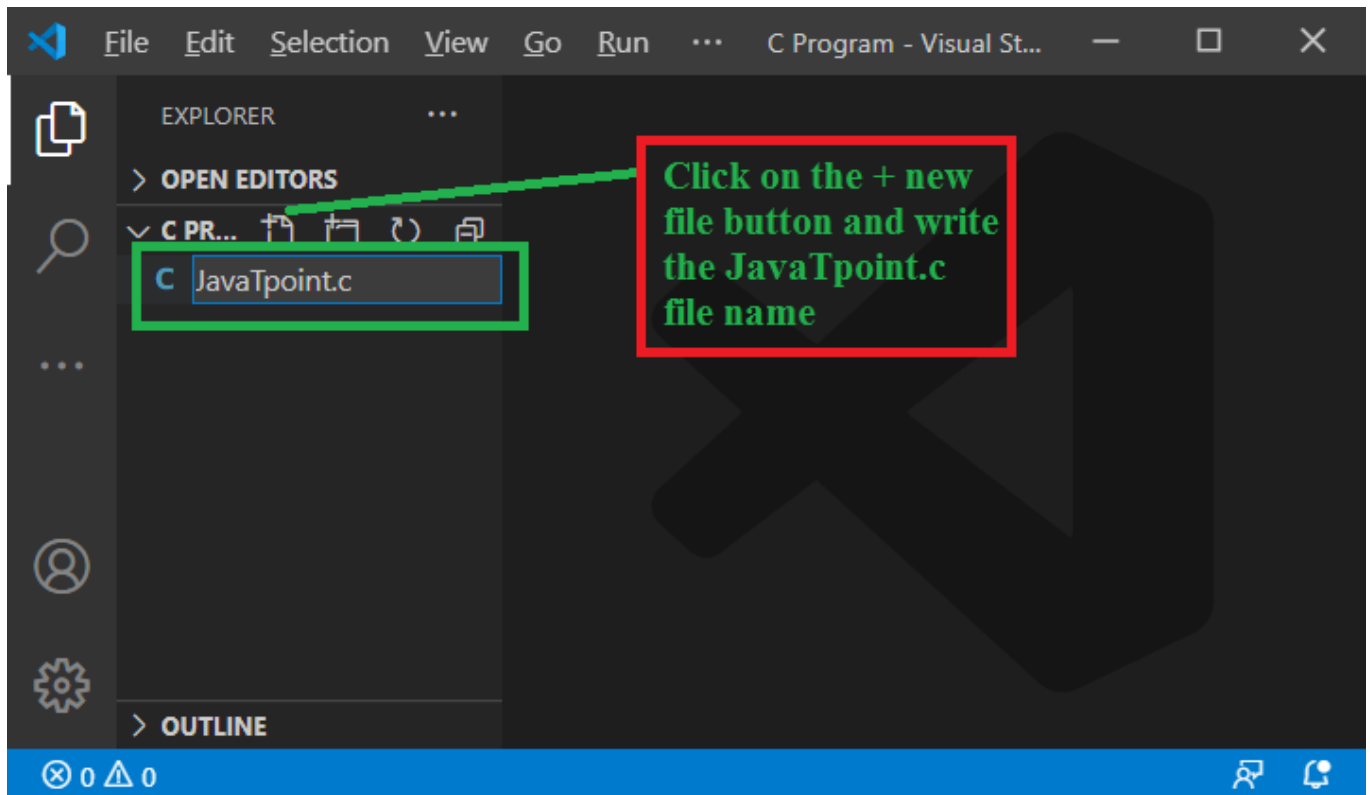 File Edit Selection View Go Run ··· C Program - Visual St...
EXPLORER ···
OPEN EDITORS
C PR...
JavaTpoint.c
Click on the + new
file button and write
the JavaTpoint.c
file name
OUTLINE
0 0